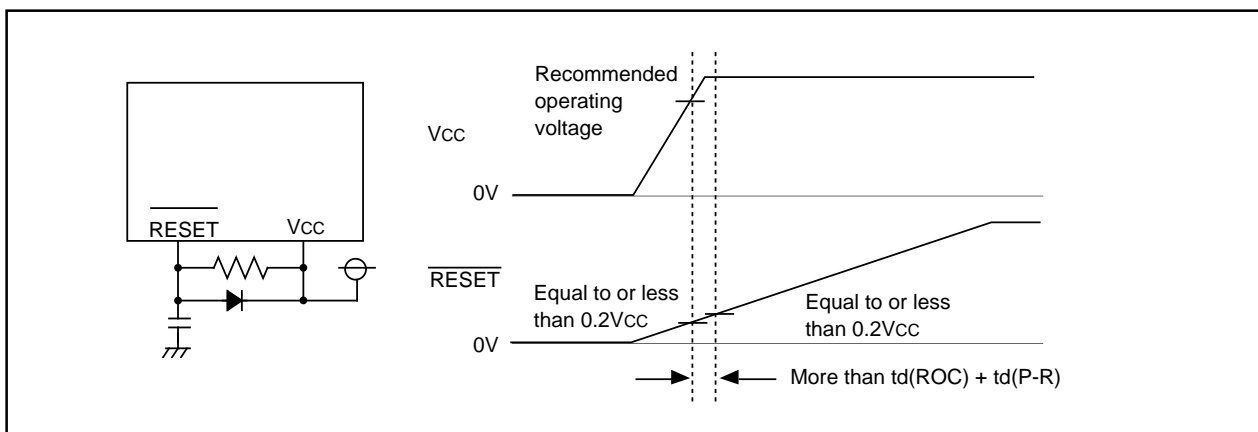 RESET
VCC
Recommended
operating
voltage
VCC
0V
RESET
Equal to or less
than 0.2VCC
Equal to or less
than 0.2VCC
0V
More than td(ROC) + td(P-R)